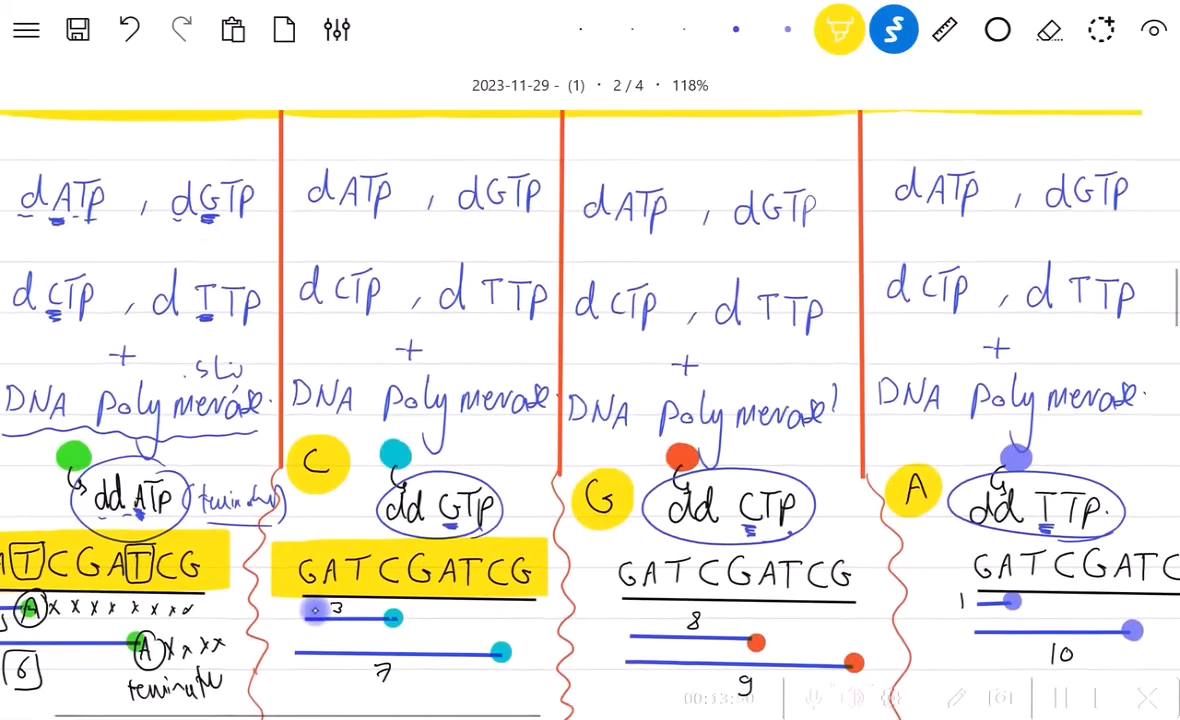 2023-11-29 - (1) · 2 / 4 · 118%
dATP , dGTP
dCTP , dTTP
+
DNA polymerase.
ddATP
ATCGATCG
A x x x x x x x
A x x x x
6
terminate
dATP , dGTP
dCTP , dTTP
+
DNA polymerase
C
ddGTP
GATCGATCG
3
7
dATP , dGTP
dCTP , dTTP
+
DNA polymerase
G
ddCTP.
GATCGATCG
8
9
dATP , dGTP
dCTP , dTTP
+
DNA polymerase.
A
ddTTP.
GATCGATC
1
10